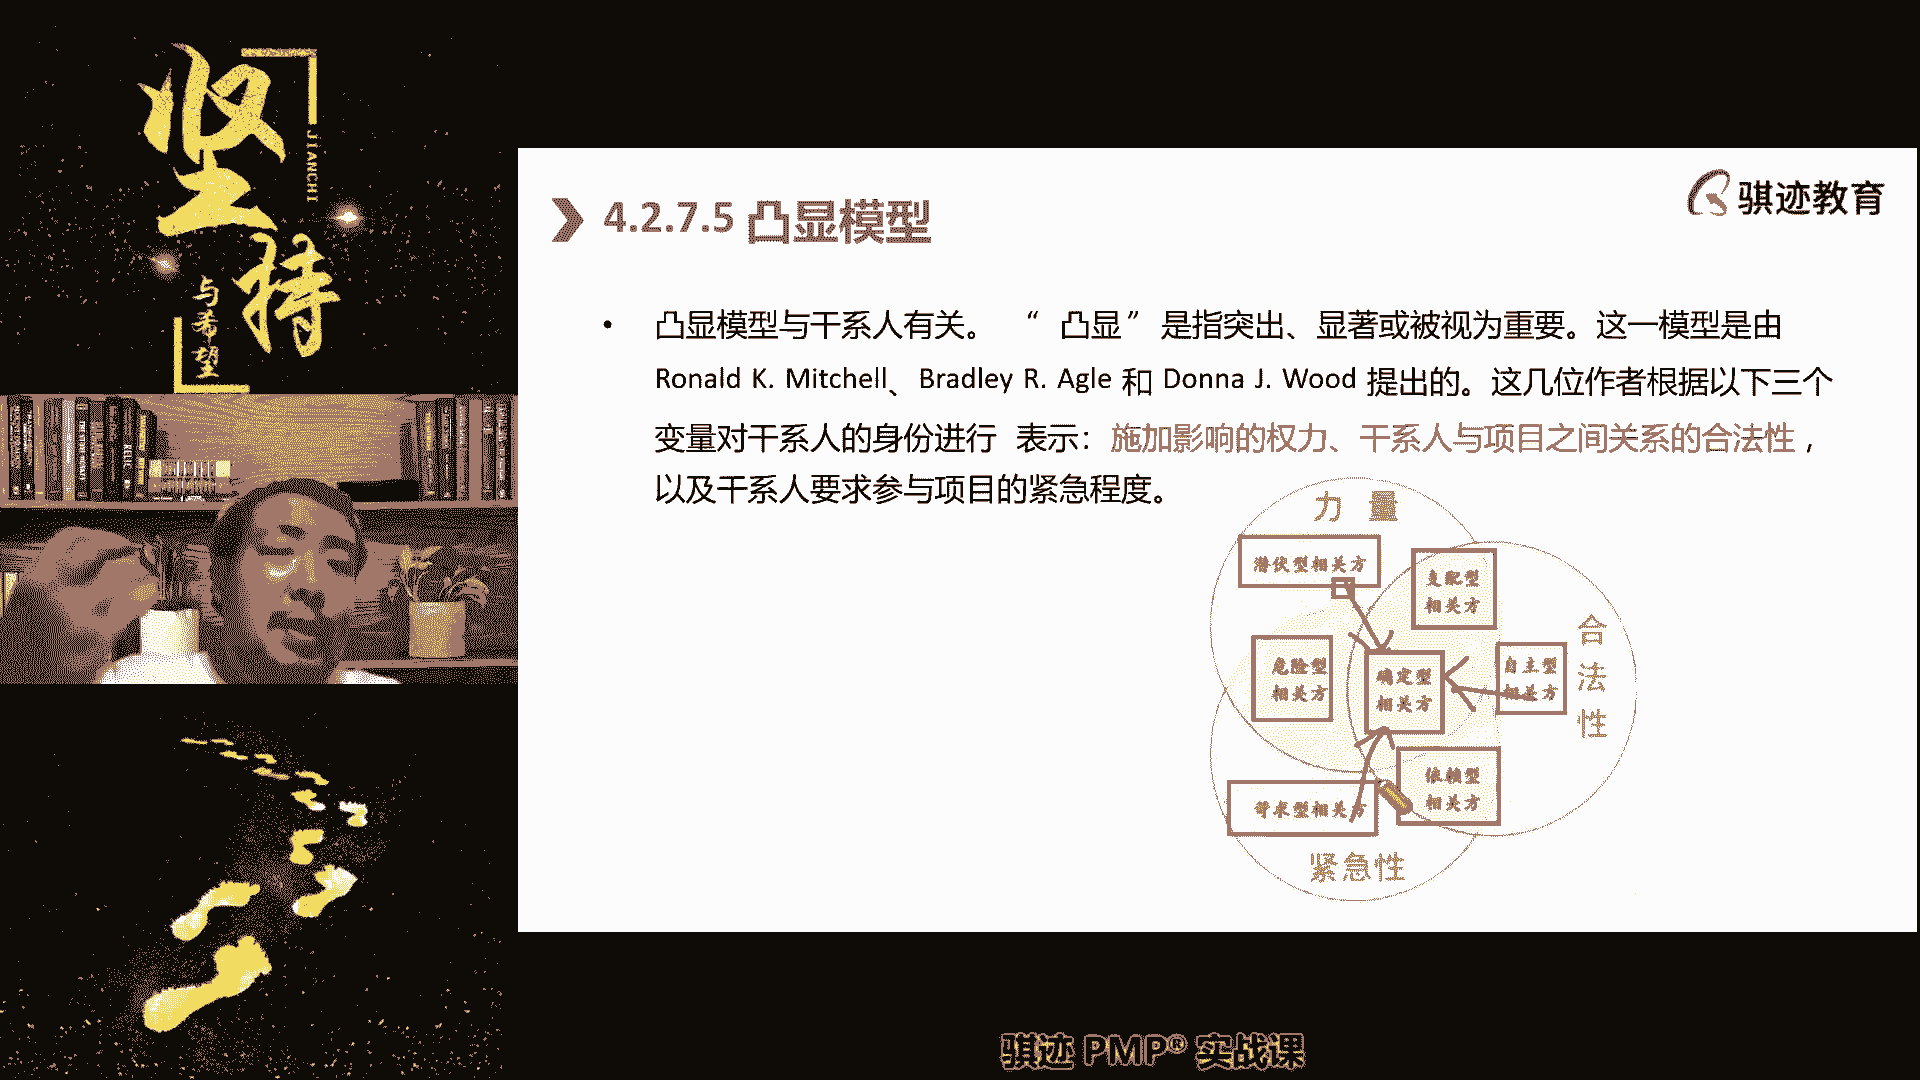 坚持
JIANCHI
与希望
骐迹教育
4.2.7.5 凸显模型
• 凸显模型与干系人有关。 “ 凸显” 是指突出、显著或被视为重要。这一模型是由
Ronald K. Mitchell、Bradley R. Agle 和 Donna J. Wood 提出的。这几位作者根据以下三个
变量对干系人的身份进行 表示：施加影响的权力、干系人与项目之间关系的合法性，
以及干系人要求参与项目的紧急程度。
力 量
潜伏型相关方
支配型
相关方
合
法
性
危险型
相关方
确定型
相关方
自主型
相关方
苛求型相关方
依赖型
相关方
紧急性
骐迹 PMP® 实战课